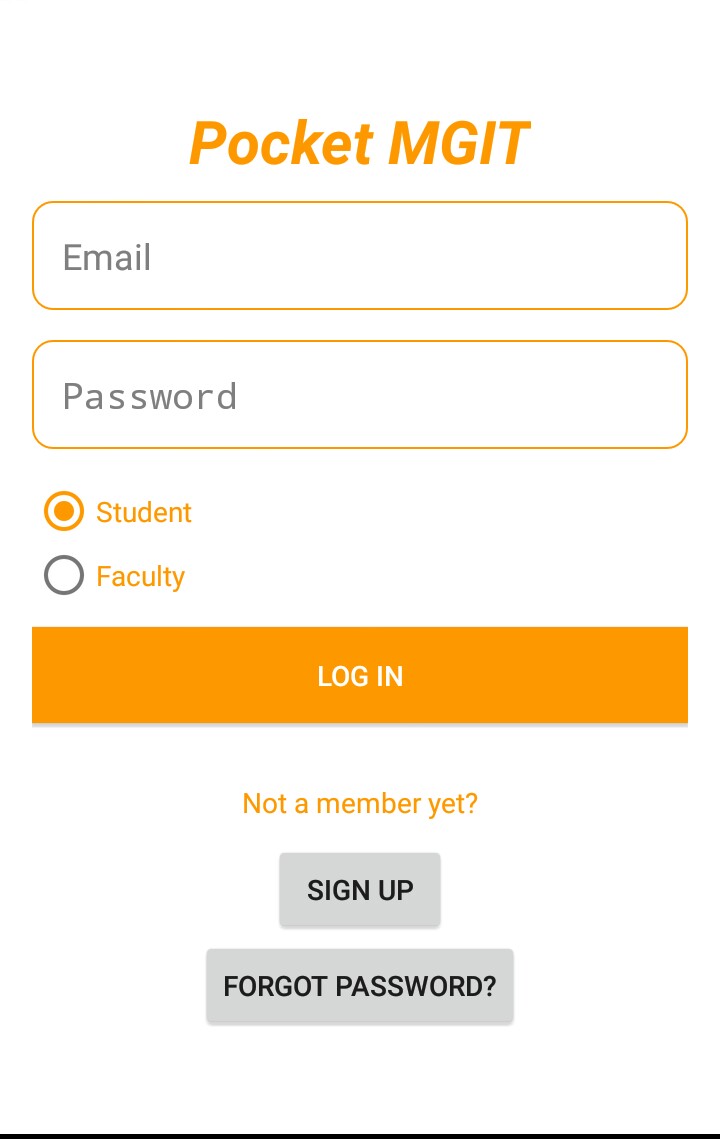 Pocket MGIT
Email
Password
Student
Faculty
LOG IN
Not a member yet?
SIGN UP
FORGOT PASSWORD?